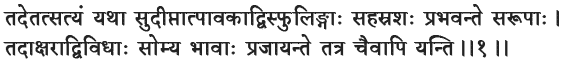 तदेतत्सत्यं यथा सुदीप्तात्पावकाद्विस्फुलिङ्गाः सहस्रशः प्रभवन्ते सरूपाः ।
तदाक्षराद्विविधाः सोम्य भावाः प्रजायन्ते तत्र चैवापि यन्ति ।।१ ।।